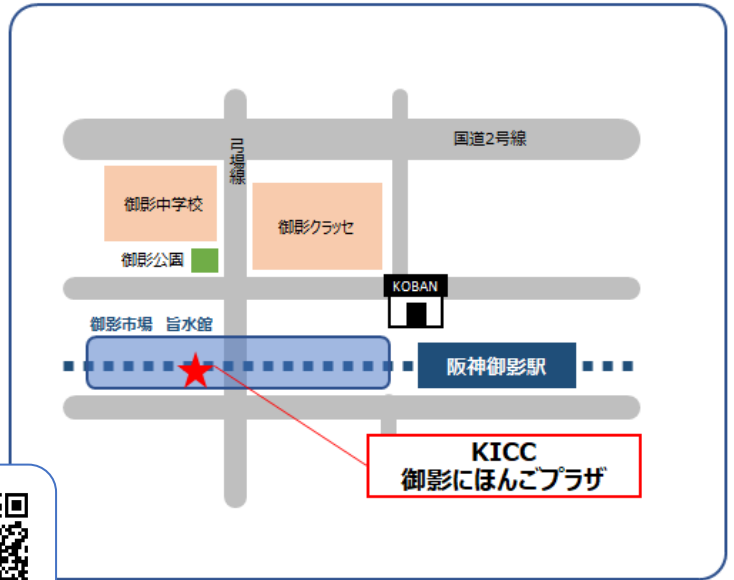 国道2号線
弓場線
御影中学校
御影クラッセ
御影公園
KOBAN
御影市場 旨水館
阪神御影駅
KICC
御影にほんごプラザ